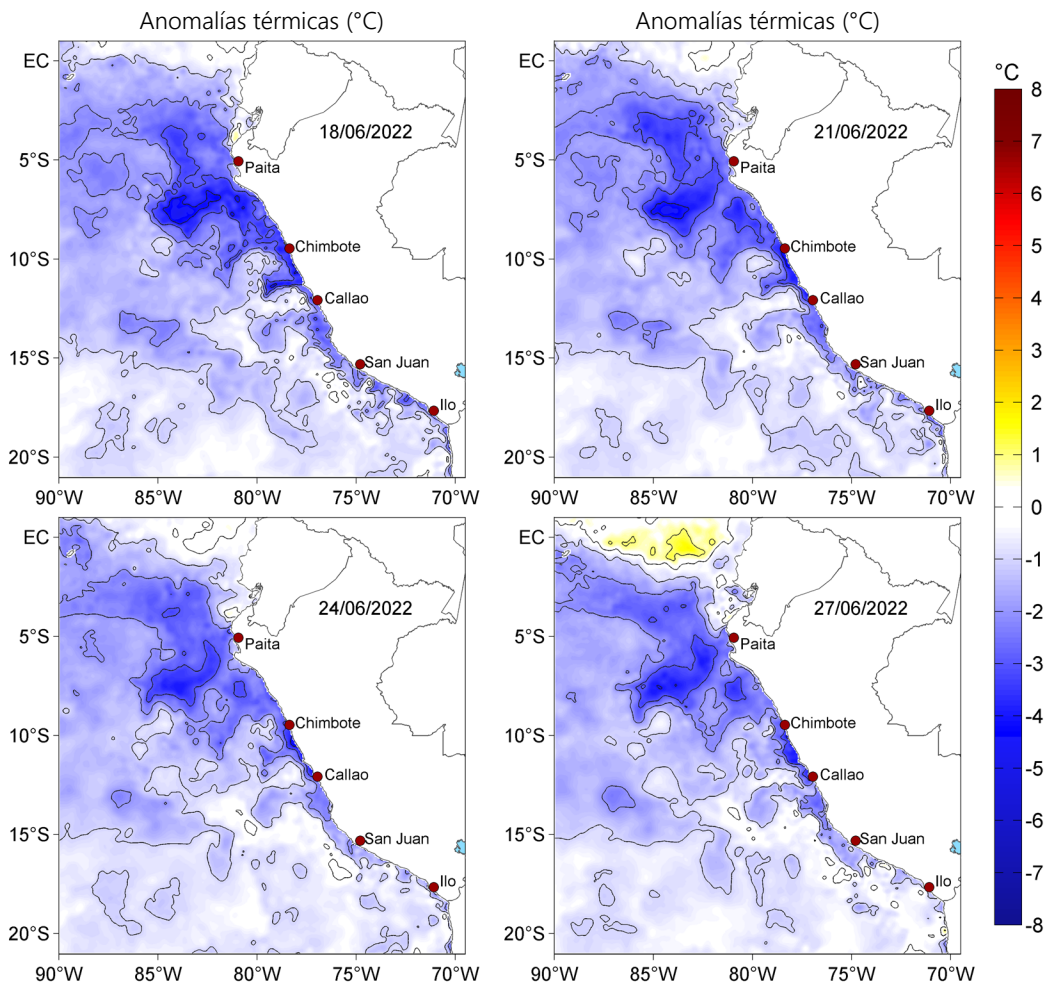 Anomalías térmicas (°C)
Anomalías térmicas (°C)
EC
5°S
10°S
15°S
20°S
90°W
85°W
80°W
75°W
70°W
18/06/2022
Paita
Chimbote
Callao
San Juan
Ilo
EC
5°S
10°S
15°S
20°S
90°W
85°W
80°W
75°W
70°W
21/06/2022
Paita
Chimbote
Callao
San Juan
Ilo
°C
8
7
6
5
4
3
2
1
0
-1
-2
-3
-4
-5
-6
-7
-8
EC
5°S
10°S
15°S
20°S
90°W
85°W
80°W
75°W
70°W
24/06/2022
Paita
Chimbote
Callao
San Juan
Ilo
EC
5°S
10°S
15°S
20°S
90°W
85°W
80°W
75°W
70°W
27/06/2022
Paita
Chimbote
Callao
San Juan
Ilo